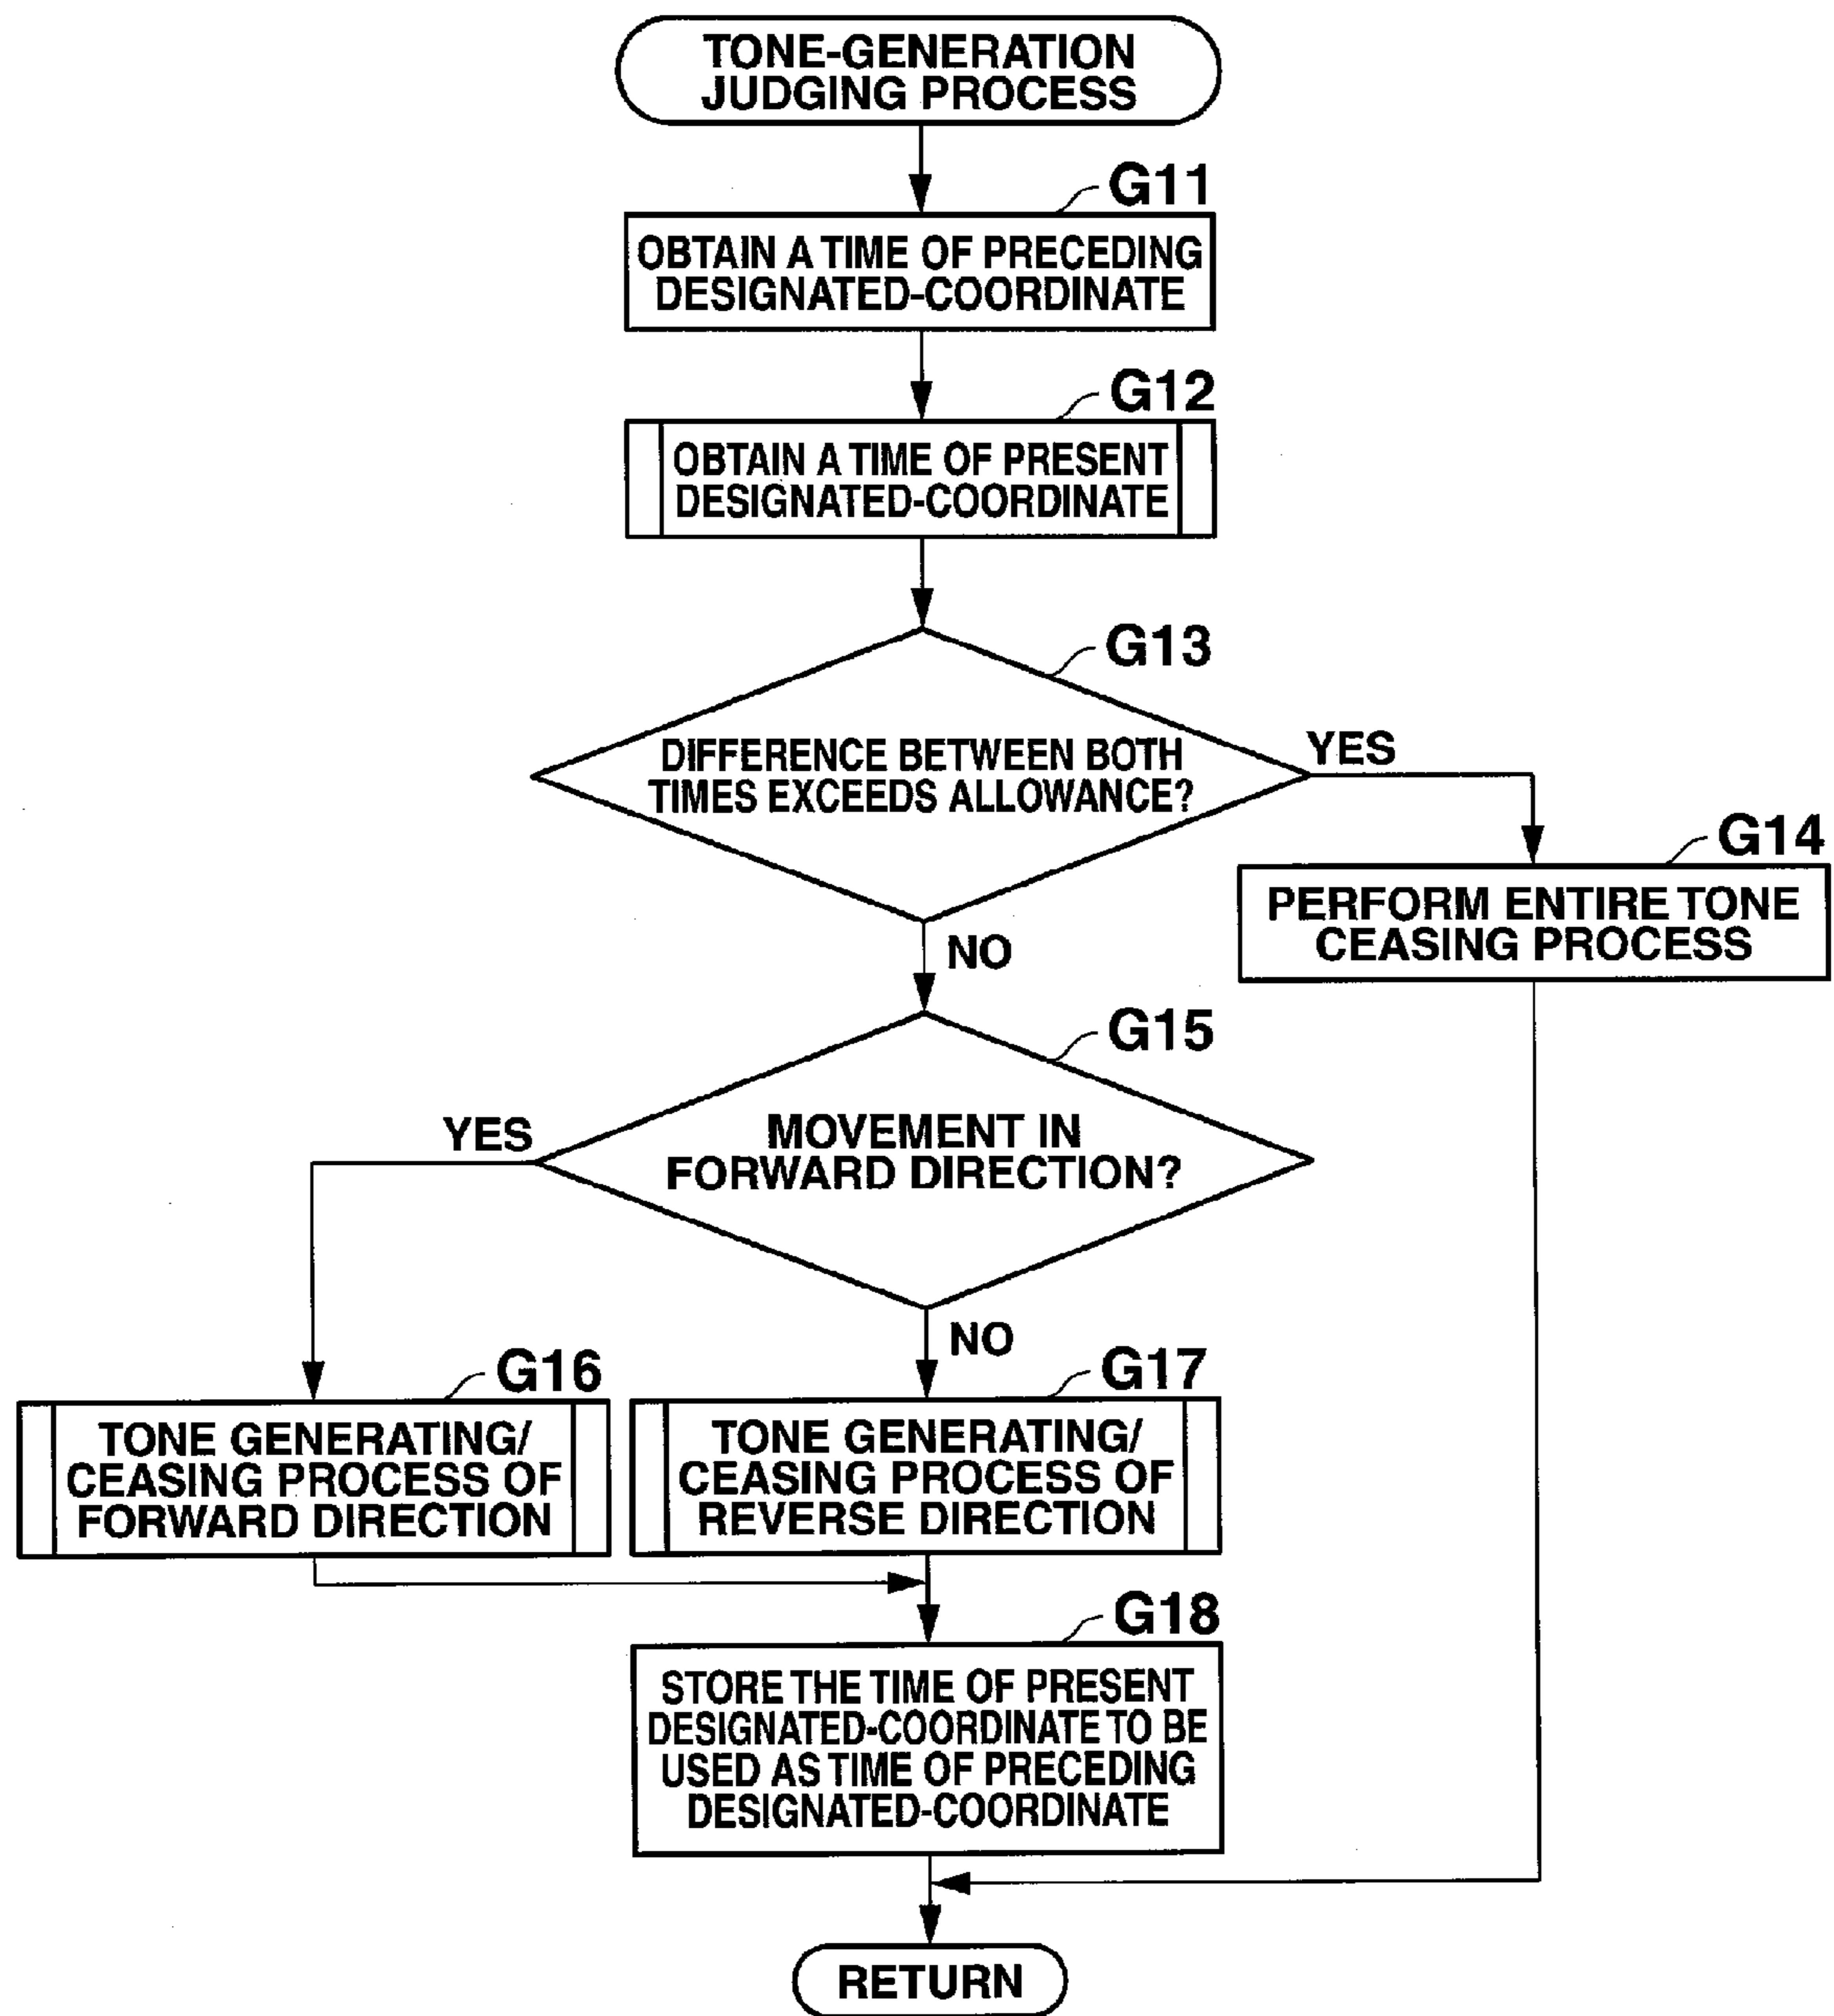 TONE-GENERATION
JUDGING PROCESS
G11
OBTAIN A TIME OF PRECEDING
DESIGNATED-COORDINATE
G12
OBTAIN A TIME OF PRESENT
DESIGNATED-COORDINATE
G13
DIFFERENCE BETWEEN BOTH
TIMES EXCEEDS ALLOWANCE?
YES
G14
PERFORM ENTIRE TONE
CEASING PROCESS
NO
G15
MOVEMENT IN
FORWARD DIRECTION?
YES
NO
G16
TONE GENERATING/
CEASING PROCESS OF
FORWARD DIRECTION
G17
TONE GENERATING/
CEASING PROCESS OF
REVERSE DIRECTION
G18
STORE THE TIME OF PRESENT
DESIGNATED-COORDINATE TO BE
USED AS TIME OF PRECEDING
DESIGNATED-COORDINATE
RETURN